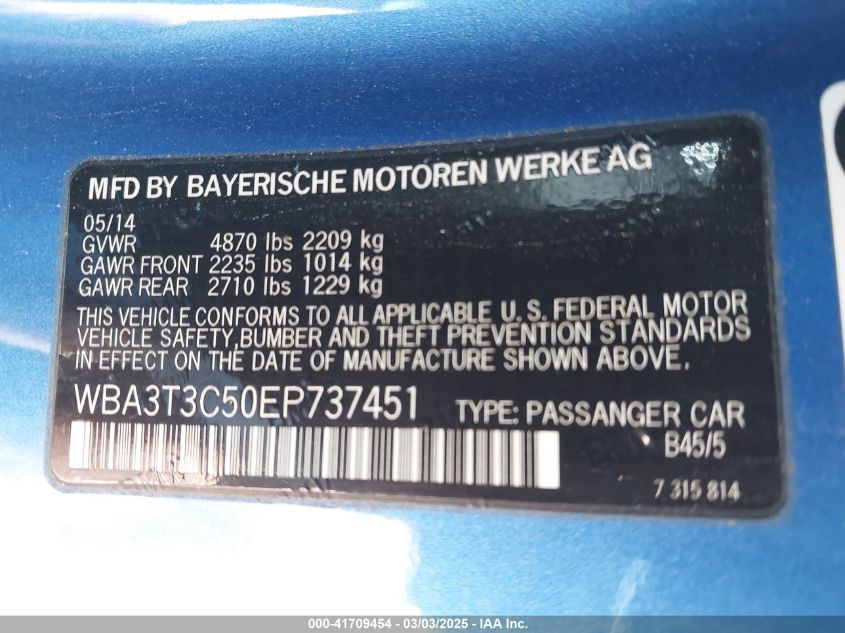 MFD BY BAYERISCHE MOTOREN WERKE AG
05/14
GVWR 4870 lbs 2209 kg
GAWR FRONT 2235 lbs 1014 kg
GAWR REAR 2710 lbs 1229 kg
THIS VEHICLE CONFORMS TO ALL APPLICABLE U.S. FEDERAL MOTOR
VEHICLE SAFETY,BUMBER AND THEFT PREVENTION STANDARDS
IN EFFECT ON THE DATE OF MANUFACTURE SHOWN ABOVE.
WBA3T3C50EP737451 TYPE: PASSANGER CAR
B45/5
7 315 814
000-41709454 - 03/03/2025 - IAA Inc.